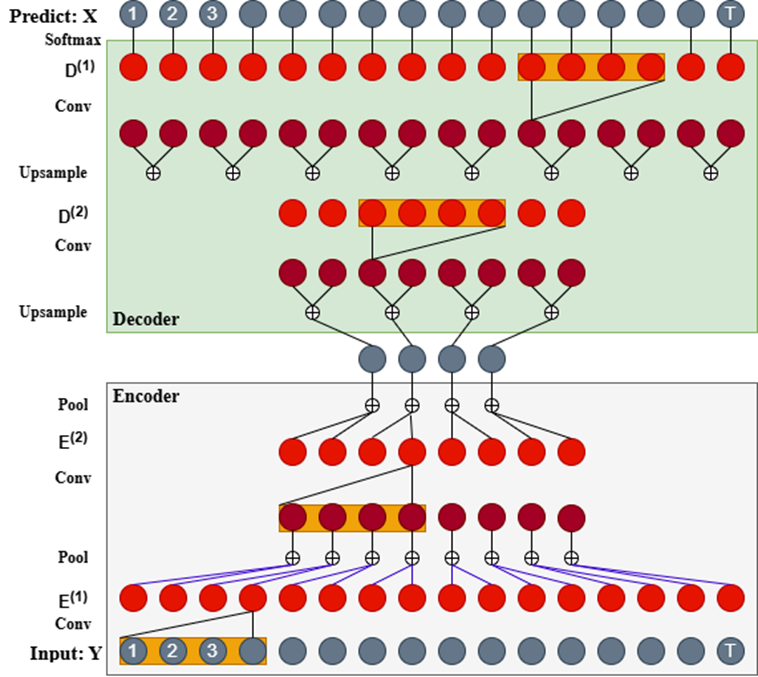 Predict: X 1 2 3 T
Softmax
D(1)
Conv
Upsample
D(2)
Conv
Upsample
Decoder
Encoder
Pool
E(2)
Conv
Pool
E(1)
Conv
Input: Y 1 2 3 T